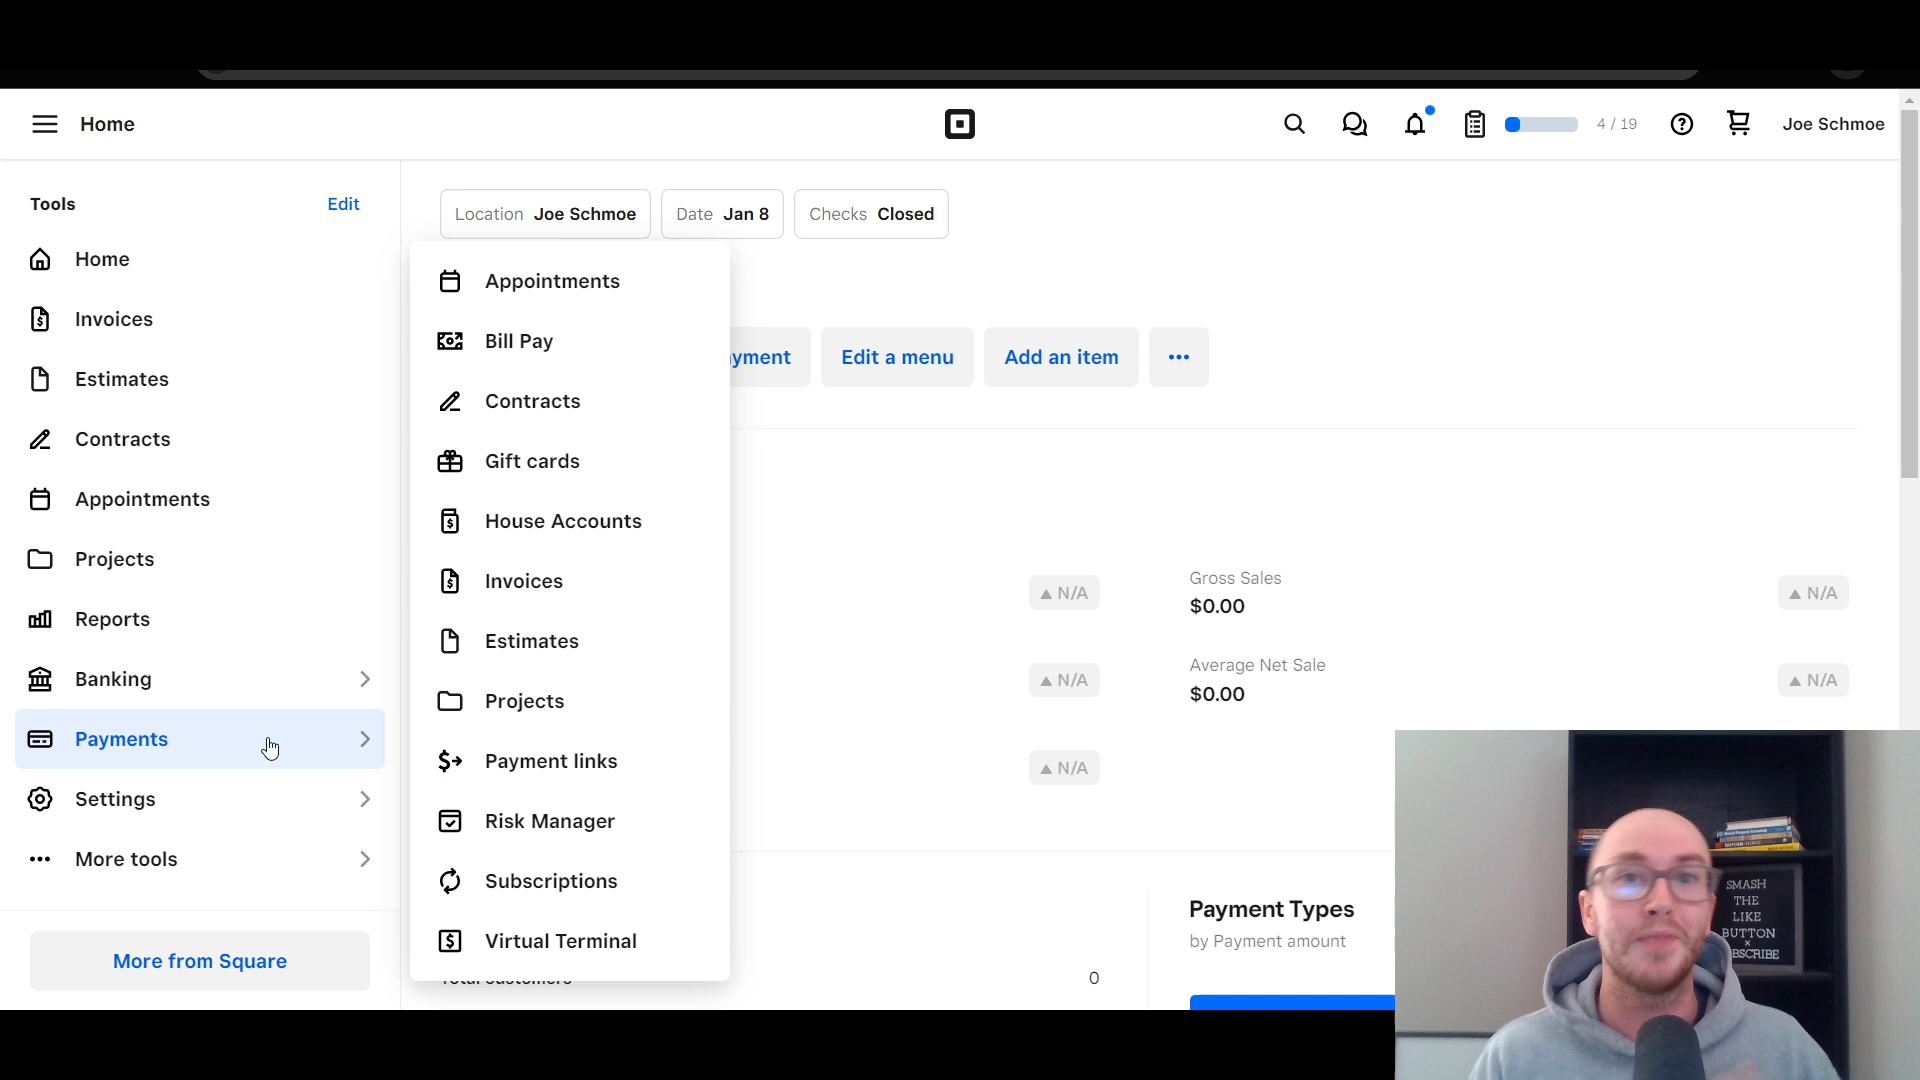 Home
4 / 19
Joe Schmoe
Tools
Edit
Home
Invoices
Estimates
Contracts
Appointments
Projects
Reports
Banking
Payments
Settings
More tools
More from Square
Location Joe Schmoe
Date Jan 8
Checks Closed
Appointments
Bill Pay
Contracts
Gift cards
House Accounts
Invoices
Estimates
Projects
Payment links
Risk Manager
Subscriptions
Virtual Terminal
yment
Edit a menu
Add an item
N/A
Gross Sales
$0.00
N/A
N/A
Average Net Sale
$0.00
N/A
N/A
0
Payment Types
by Payment amount
SMASH
THE
LIKE
BUTTON
×
BSCRIBE